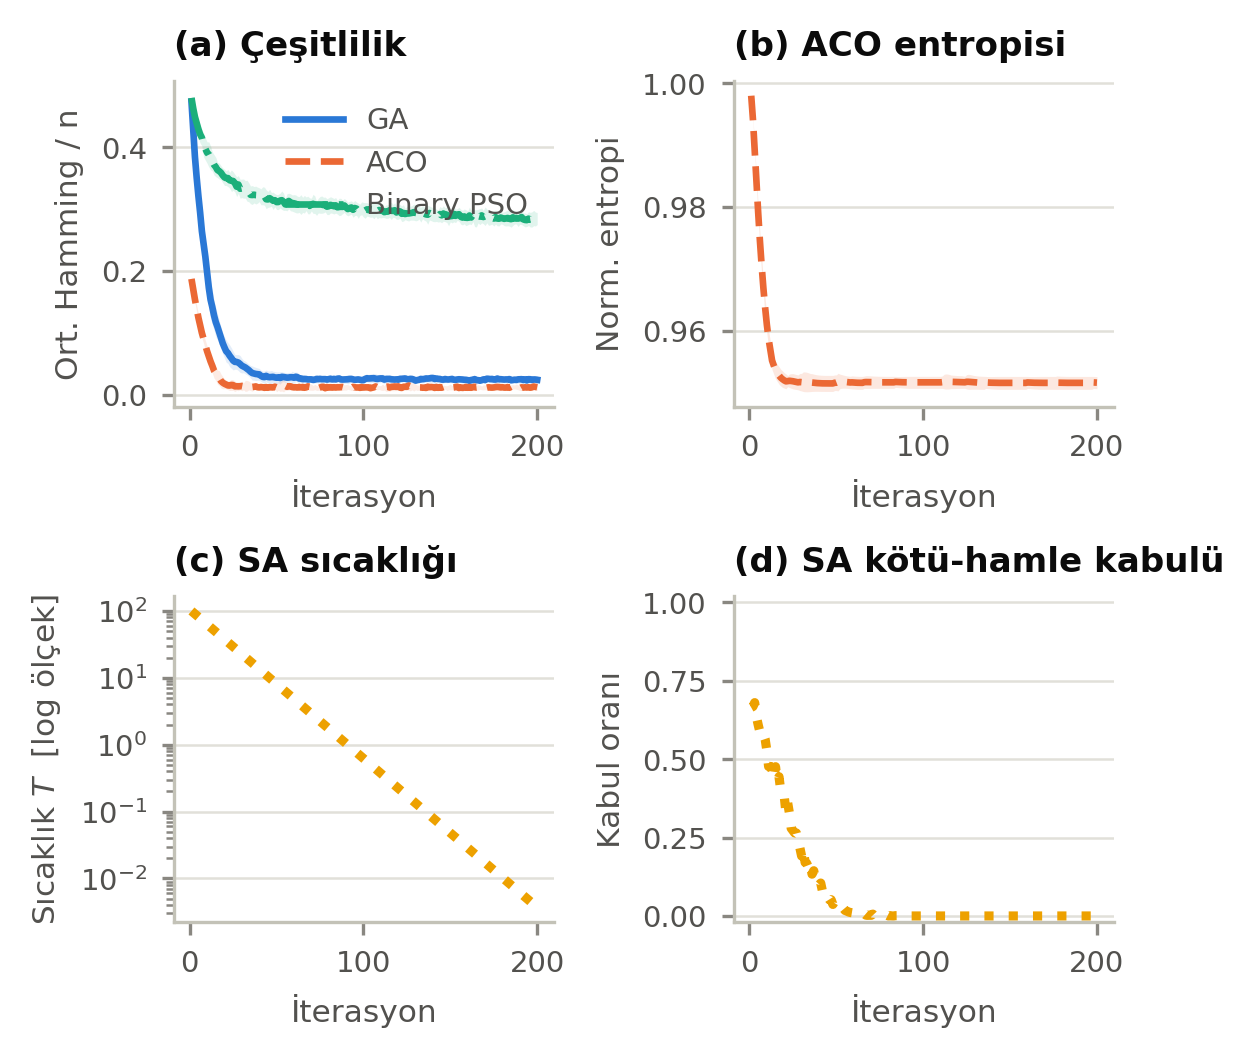 (a) Çeşitlilik
Ort. Hamming / n
0.4
0.2
0.0
GA
ACO
Binary PSO
0 100 200
İterasyon
(b) ACO entropisi
Norm. entropi
1.00
0.98
0.96
0 100 200
İterasyon
(c) SA sıcaklığı
Sıcaklık T [log ölçek]
10²
10¹
10⁰
10⁻¹
10⁻²
0 100 200
İterasyon
(d) SA kötü-hamle kabulü
Kabul oranı
1.00
0.75
0.50
0.25
0.00
0 100 200
İterasyon